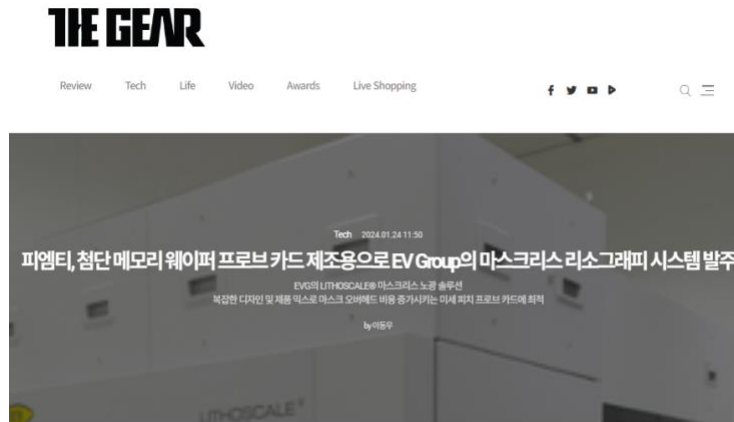 THE GEAR
Review Tech Life Video Awards Live Shopping
Tech 2024.01.24 11:50
피엠티, 첨단 메모리 웨이퍼 프로브 카드 제조용으로 EV Group의 마스크리스 리소그래피 시스템 발주
EVG의 LITHOSCALE® 마스크리스 노광 솔루션
복잡한 디자인 및 제품 믹스로 마스크 오버헤드 비용 증가시키는 미세 피치 프로브 카드에 최적
by 이동우
LITHOSCALE®